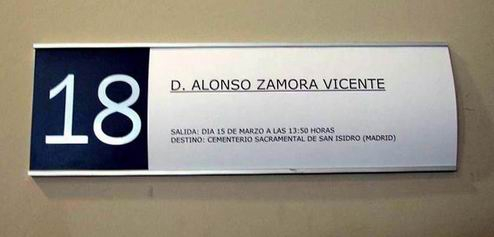 18
D. ALONSO ZAMORA VICENTE
SALIDA: DIA 15 DE MARZO A LAS 13:50 HORAS
DESTINO: CEMENTERIO SACRAMENTAL DE SAN ISIDRO (MADRID)